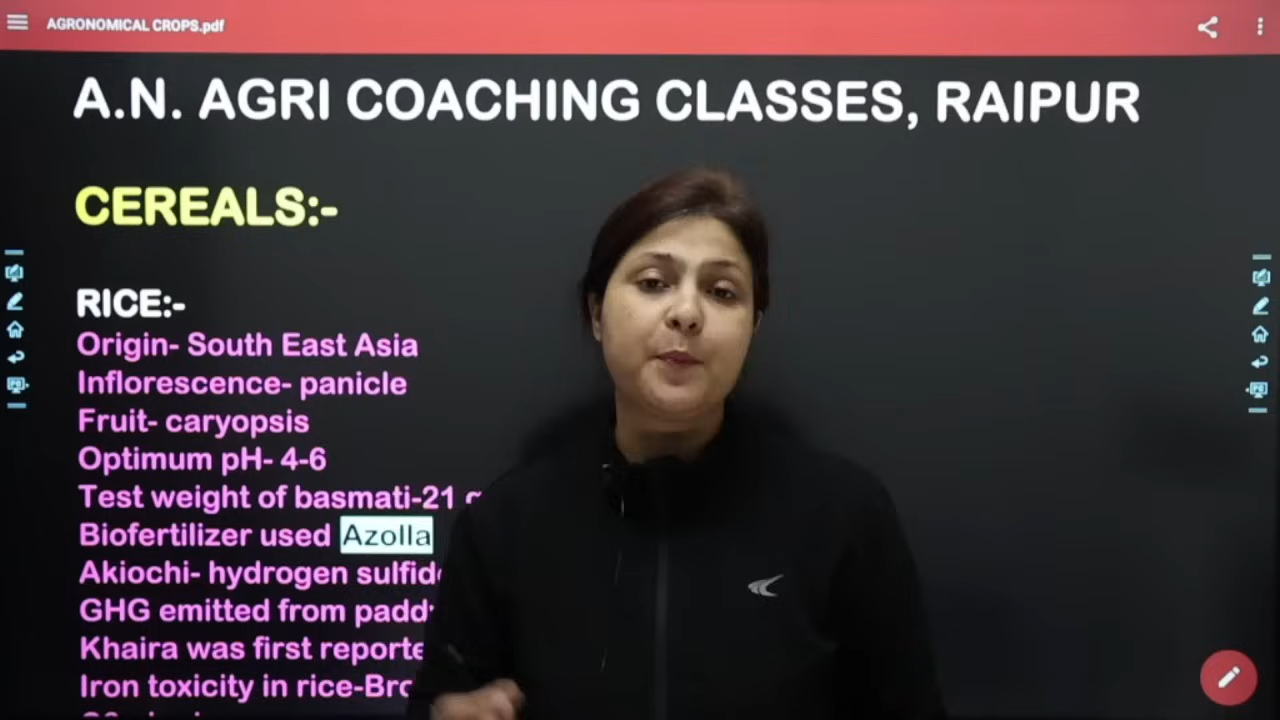 AGRONOMICAL CROPS.pdf
A.N. AGRI COACHING CLASSES, RAIPUR
CEREALS:-
RICE:-
Origin- South East Asia
Inflorescence- panicle
Fruit- caryopsis
Optimum pH- 4-6
Test weight of basmati-21
Biofertilizer used Azolla
Akiochi- hydrogen
GHG emitted from
Khaira was first
Iron toxicity in rice-